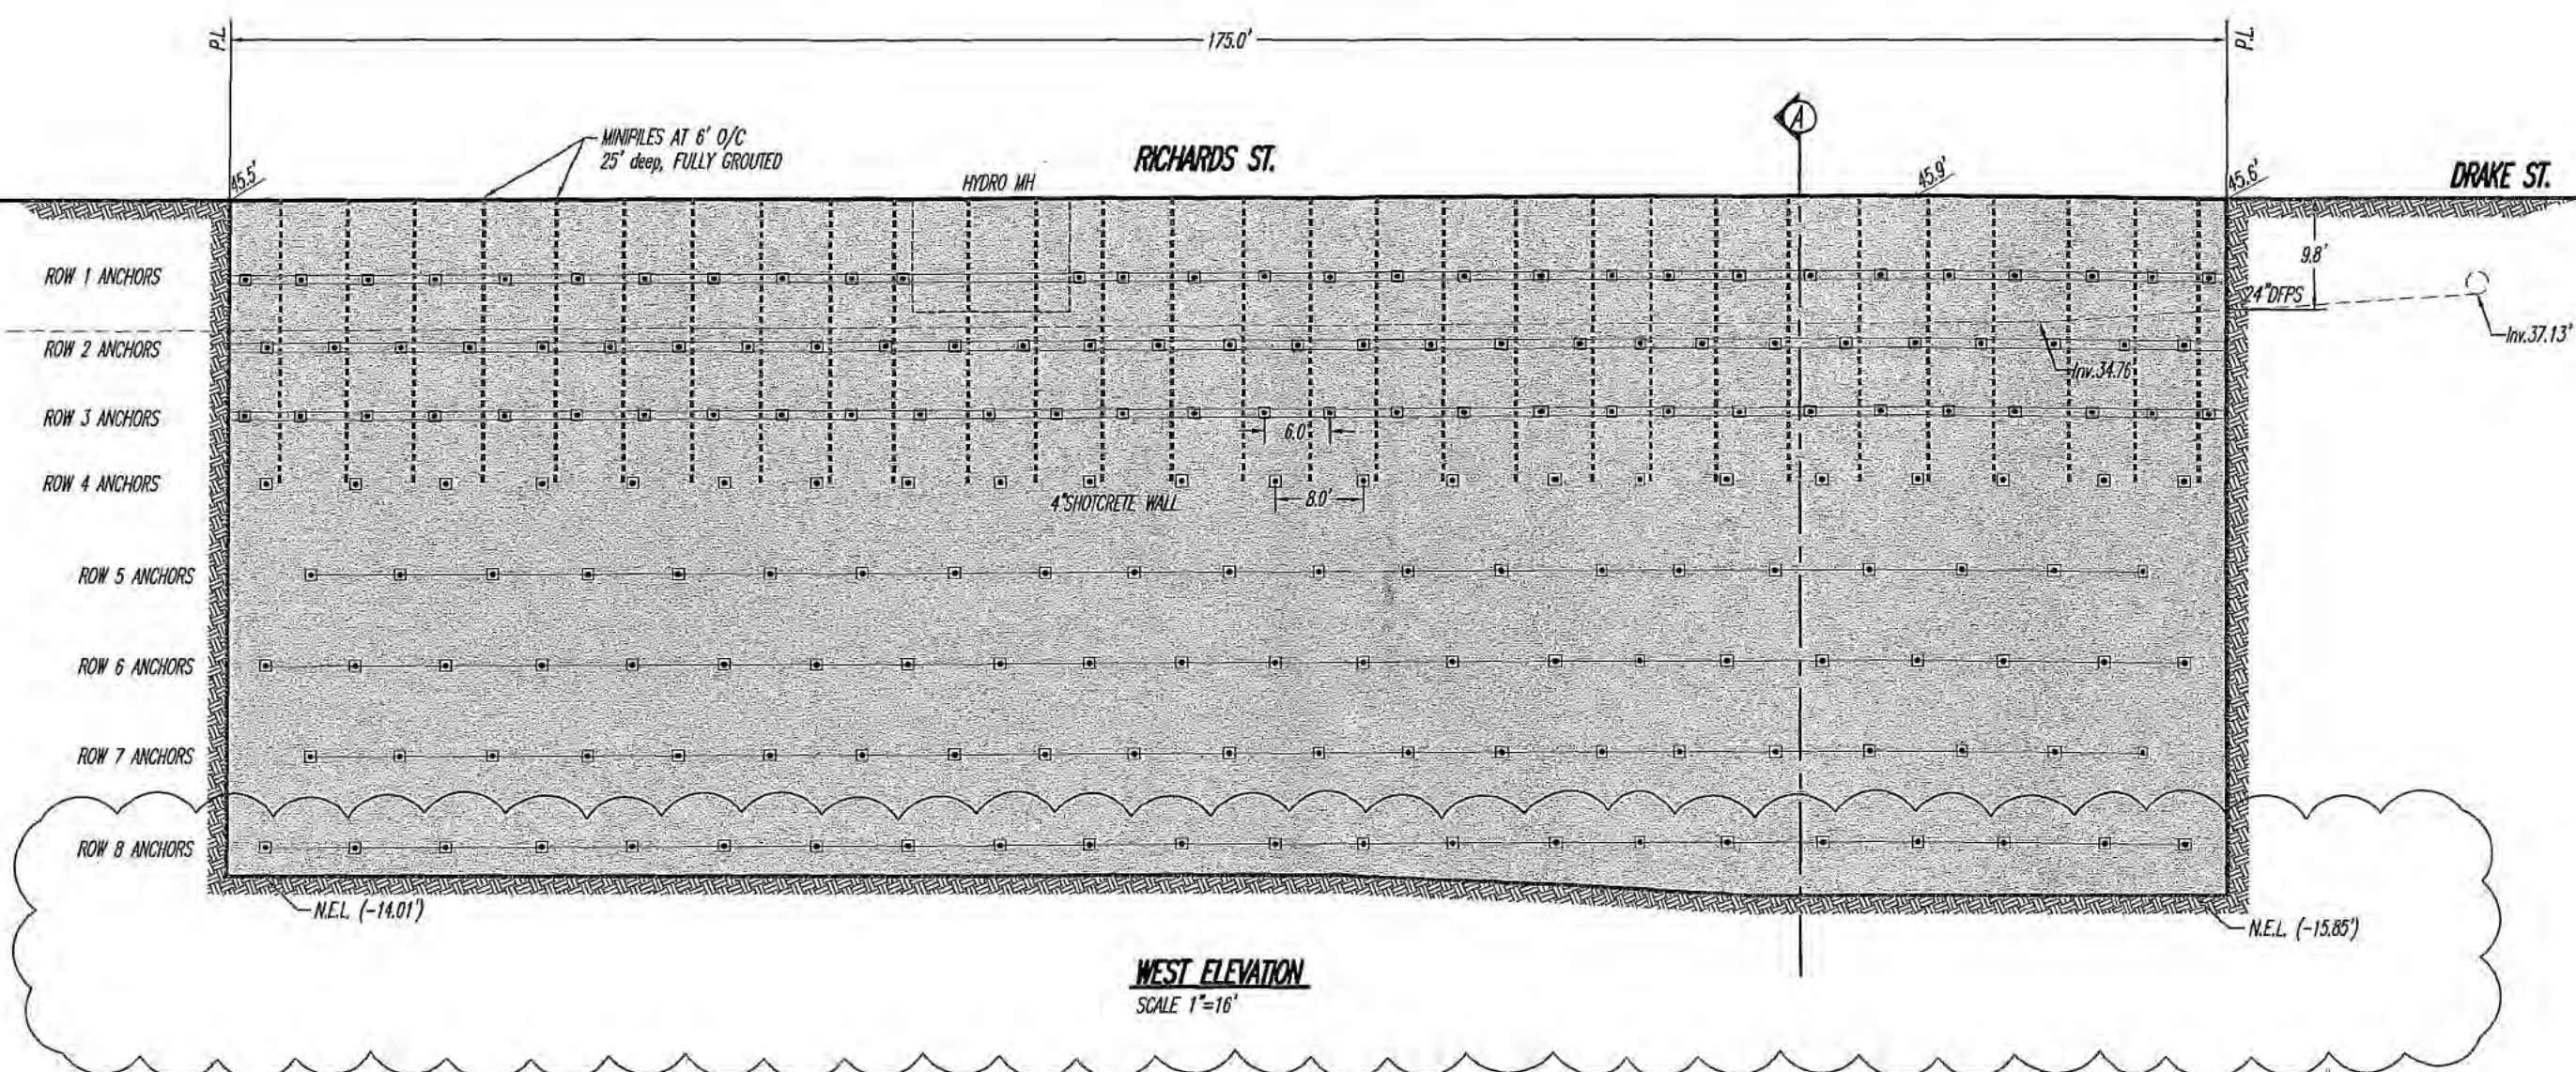 P.L.
175.0'
P.L.
MINIPILES AT 6' O/C
25' deep, FULLY GROUTED
RICHARDS ST.
A
DRAKE ST.
45.5'
HYDRO MH
45.9'
45.6'
ROW 1 ANCHORS
9.8'
24"DFPS
Inv.37.13'
ROW 2 ANCHORS
Inv.34.76
ROW 3 ANCHORS
6.0'
ROW 4 ANCHORS
4"SHOTCRETE WALL
8.0'
ROW 5 ANCHORS
ROW 6 ANCHORS
ROW 7 ANCHORS
ROW 8 ANCHORS
N.E.L. (-14.01')
N.E.L. (-15.85')
WEST ELEVATION
SCALE 1"=16'